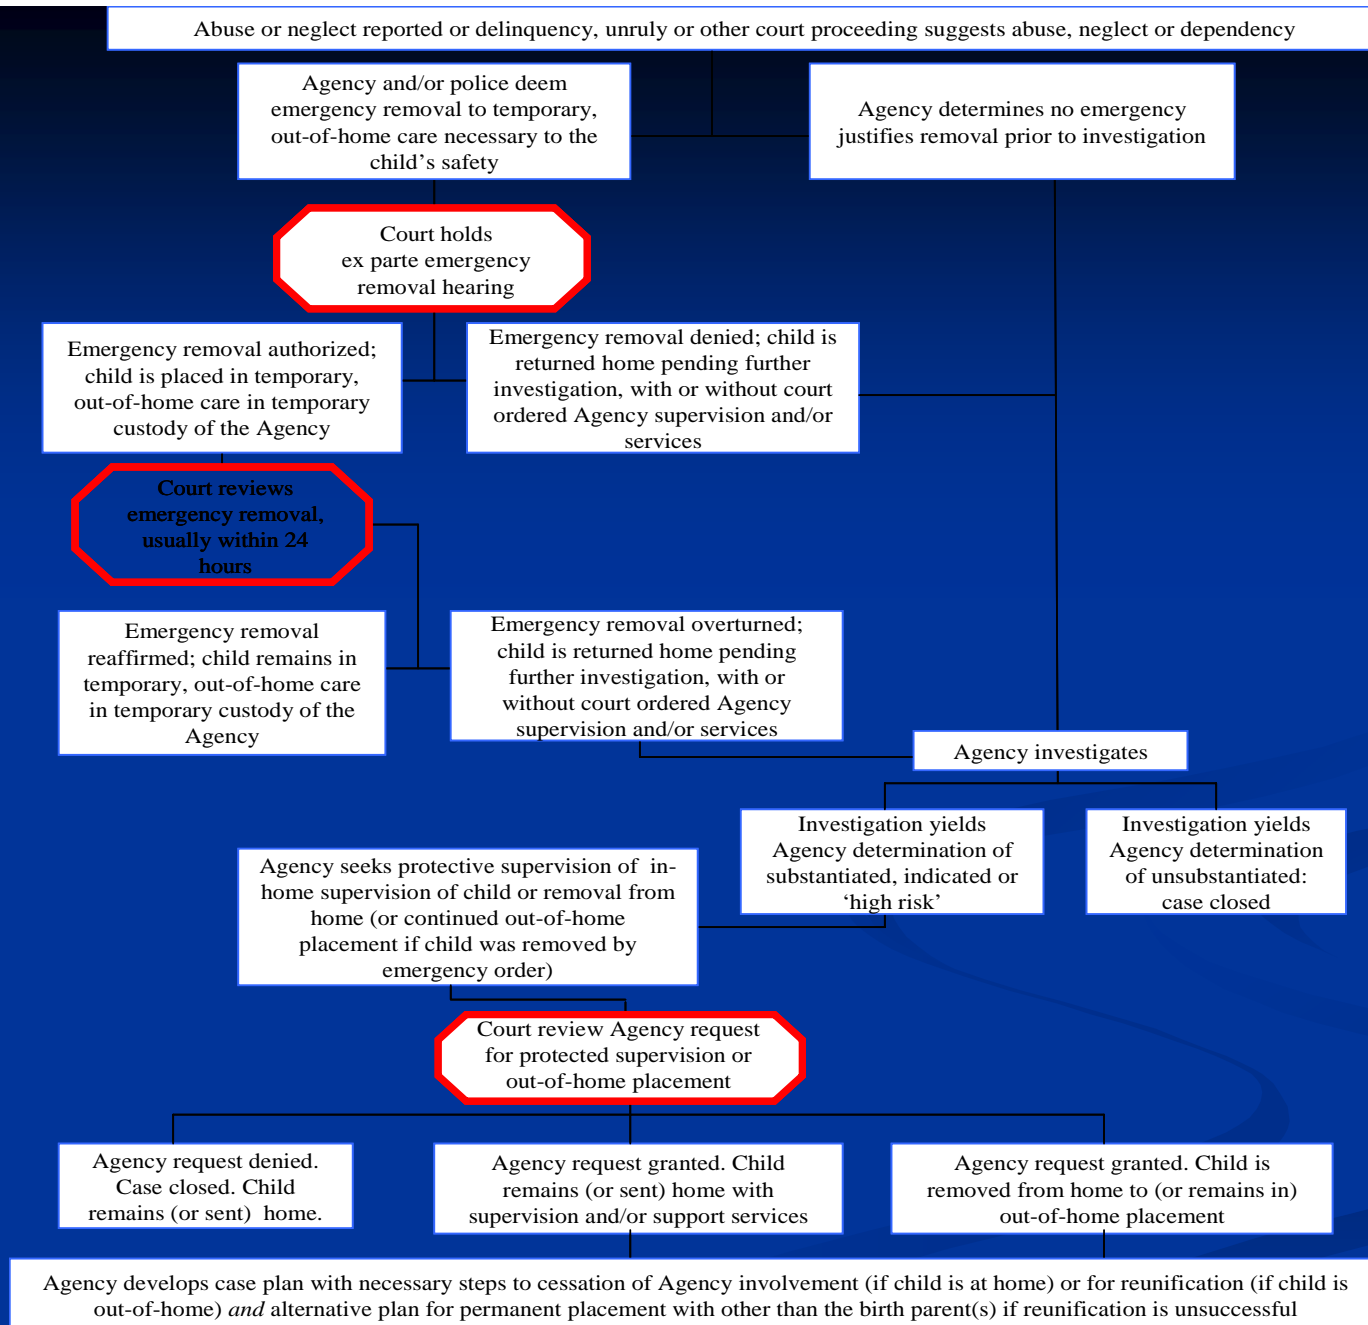 Abuse or neglect reported or delinquency, unruly or other court proceeding suggests abuse, neglect or dependency
Agency and/or police deem
emergency removal to temporary,
out-of-home care necessary to the
child’s safety
Agency determines no emergency
justifies removal prior to investigation
Court holds
ex parte emergency
removal hearing
Emergency removal authorized;
child is placed in temporary,
out-of-home care in temporary
custody of the Agency
Emergency removal denied; child is
returned home pending further
investigation, with or without court
ordered Agency supervision and/or
services
Court reviews
emergency removal,
usually within 24
hours
Emergency removal
reaffirmed; child remains in
temporary, out-of-home care
in temporary custody of the
Agency
Emergency removal overturned;
child is returned home pending
further investigation, with or
without court ordered Agency
supervision and/or services
Agency investigates
Investigation yields
Agency determination of
substantiated, indicated or
‘high risk’
Investigation yields
Agency determination
of unsubstantiated:
case closed
Agency seeks protective supervision of in-
home supervision of child or removal from
home (or continued out-of-home
placement if child was removed by
emergency order)
Court review Agency request
for protected supervision or
out-of-home placement
Agency request denied.
Case closed. Child
remains (or sent) home.
Agency request granted. Child
remains (or sent) home with
supervision and/or support services
Agency request granted. Child is
removed from home to (or remains in)
out-of-home placement
Agency develops case plan with necessary steps to cessation of Agency involvement (if child is at home) or for reunification (if child is
out-of-home) and alternative plan for permanent placement with other than the birth parent(s) if reunification is unsuccessful